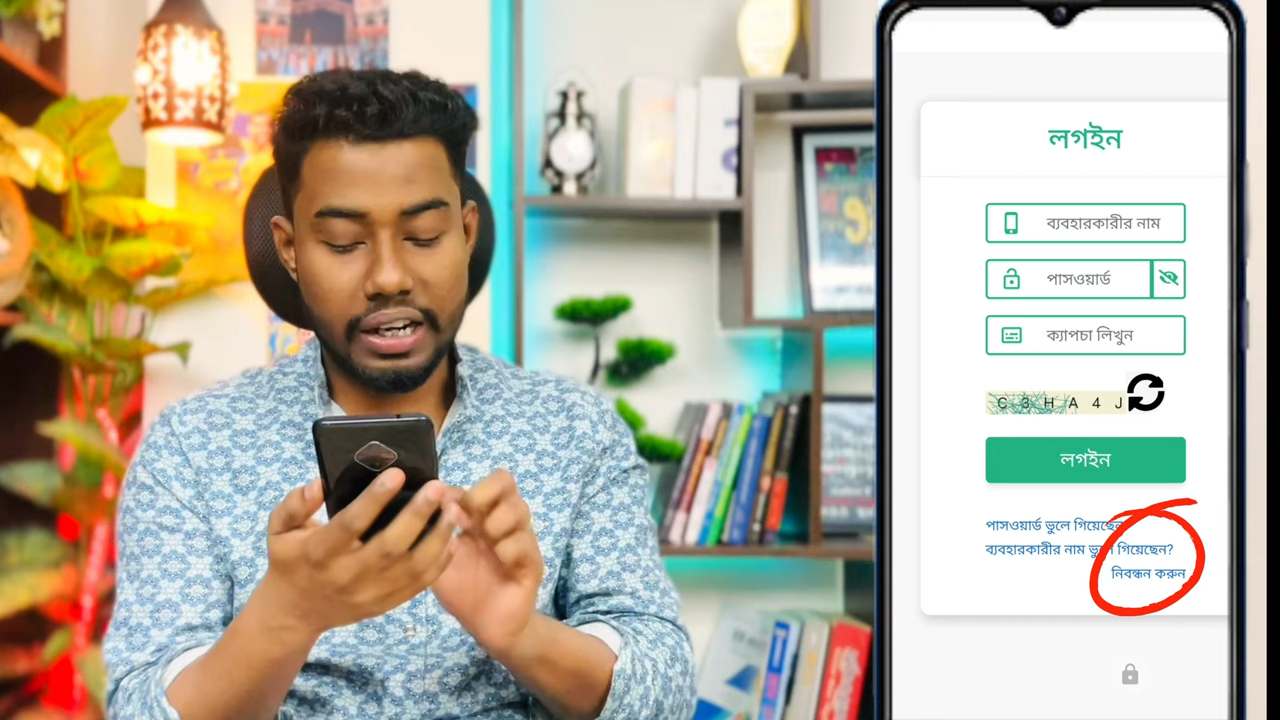 লগইন
ব্যবহারকারীর নাম
পাসওয়ার্ড
ক্যাপচা লিখুন
C 3 H A 4 J
লগইন
পাসওয়ার্ড ভুলে গিয়েছেন
ব্যবহারকারীর নাম ভুলে গিয়েছেন?
নিবন্ধন করুন